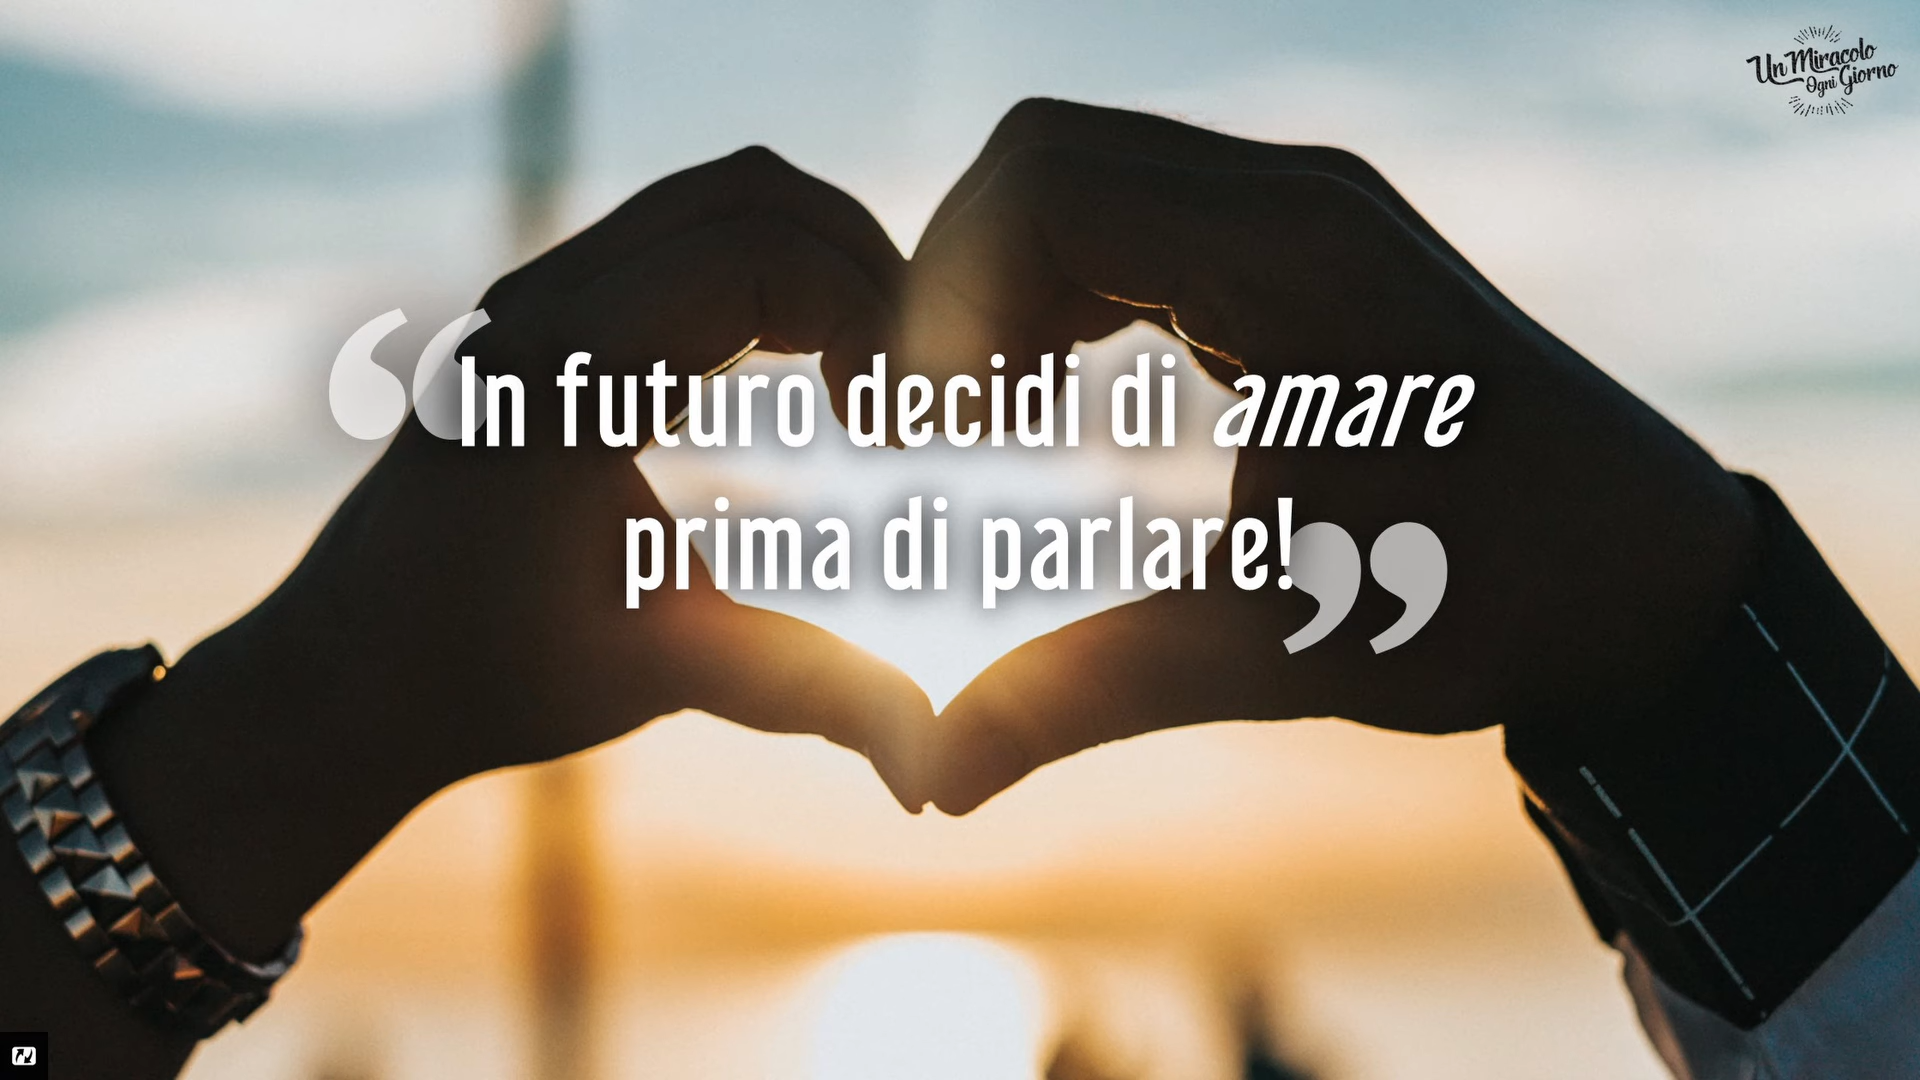 Un Miracolo
Ogni Giorno
“In futuro decidi di amare
prima di parlare!”